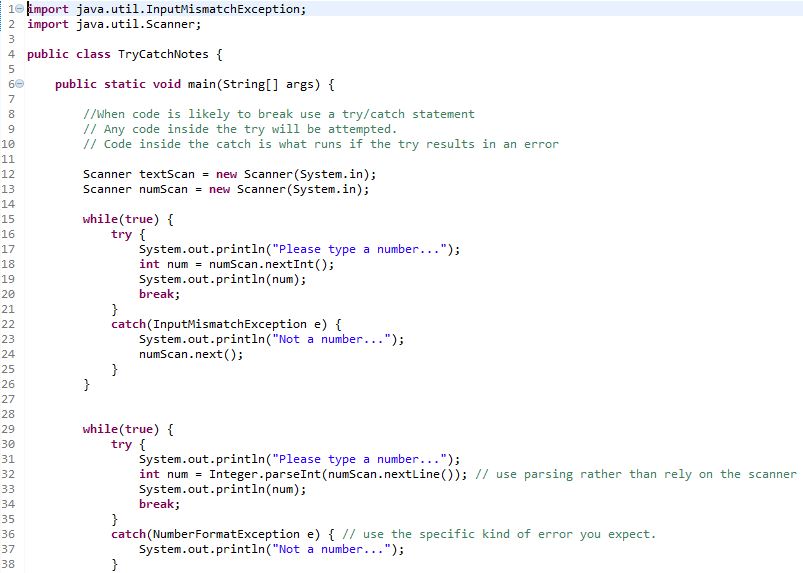 1 import java.util.InputMismatchException;
2 import java.util.Scanner;
3
4 public class TryCatchNotes {
5
6     public static void main(String[] args) {
7
8         //When code is likely to break use a try/catch statement
9         // Any code inside the try will be attempted.
10         // Code inside the catch is what runs if the try results in an error
11
12         Scanner textScan = new Scanner(System.in);
13         Scanner numScan = new Scanner(System.in);
14
15         while(true) {
16             try {
17                 System.out.println("Please type a number...");
18                 int num = numScan.nextInt();
19                 System.out.println(num);
20                 break;
21             }
22             catch(InputMismatchException e) {
23                 System.out.println("Not a number...");
24                 numScan.next();
25             }
26         }
27
28
29         while(true) {
30             try {
31                 System.out.println("Please type a number...");
32                 int num = Integer.parseInt(numScan.nextLine()); // use parsing rather than rely on the scanner
33                 System.out.println(num);
34                 break;
35             }
36             catch(NumberFormatException e) { // use the specific kind of error you expect.
37                 System.out.println("Not a number...");
38             }